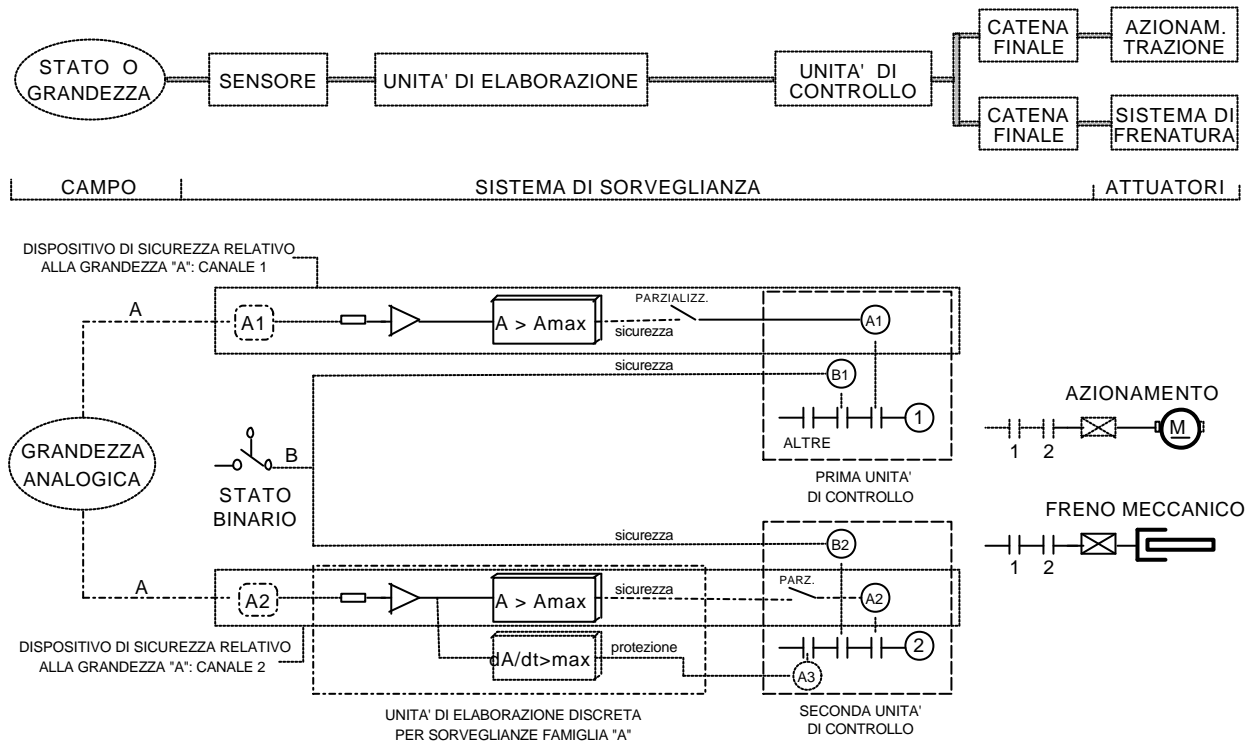 STATO O
GRANDEZZA
SENSORE
UNITA' DI ELABORAZIONE
UNITA' DI
CONTROLLO
CATENA
FINALE
AZIONAM.
TRAZIONE
CATENA
FINALE
SISTEMA DI
FRENATURA
CAMPO
SISTEMA DI SORVEGLIANZA
ATTUATORI
DISPOSITIVO DI SICUREZZA RELATIVO
ALLA GRANDEZZA "A": CANALE 1
A
A1
A > Amax
PARZIALIZZ.
sicurezza
A1
sicurezza
B1
1
ALTRE
PRIMA UNITA'
DI CONTROLLO
GRANDEZZA
ANALOGICA
B
STATO
BINARIO
AZIONAMENTO
M
1 2
FRENO MECCANICO
1 2
sicurezza
B2
A
A2
A > Amax
sicurezza
PARZ.
A2
2
DISPOSITIVO DI SICUREZZA RELATIVO
ALLA GRANDEZZA "A": CANALE 2
dA/dt>max
protezione
A3
UNITA' DI ELABORAZIONE DISCRETA
PER SORVEGLIANZE FAMIGLIA "A"
SECONDA UNITA'
DI CONTROLLO